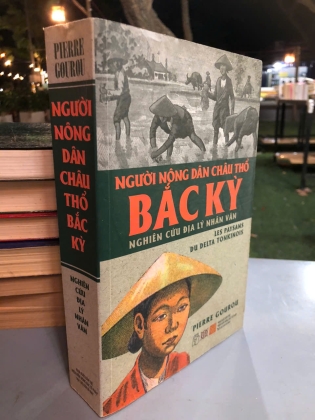 PIERRE
GOUROU
NGƯỜI
NÔNG
DÂN
CHÂU
THỔ
BẮC
KỲ
NGHIÊN
CỨU
ĐỊA
LÝ
NHÂN
VĂN
NGƯỜI NÔNG DÂN CHÂU THỔ
BẮC KỲ
NGHIÊN CỨU ĐỊA LÝ NHÂN VĂN
LES PAYSANS
DU DELTA TONKINOIS
PIERRE GOUROU